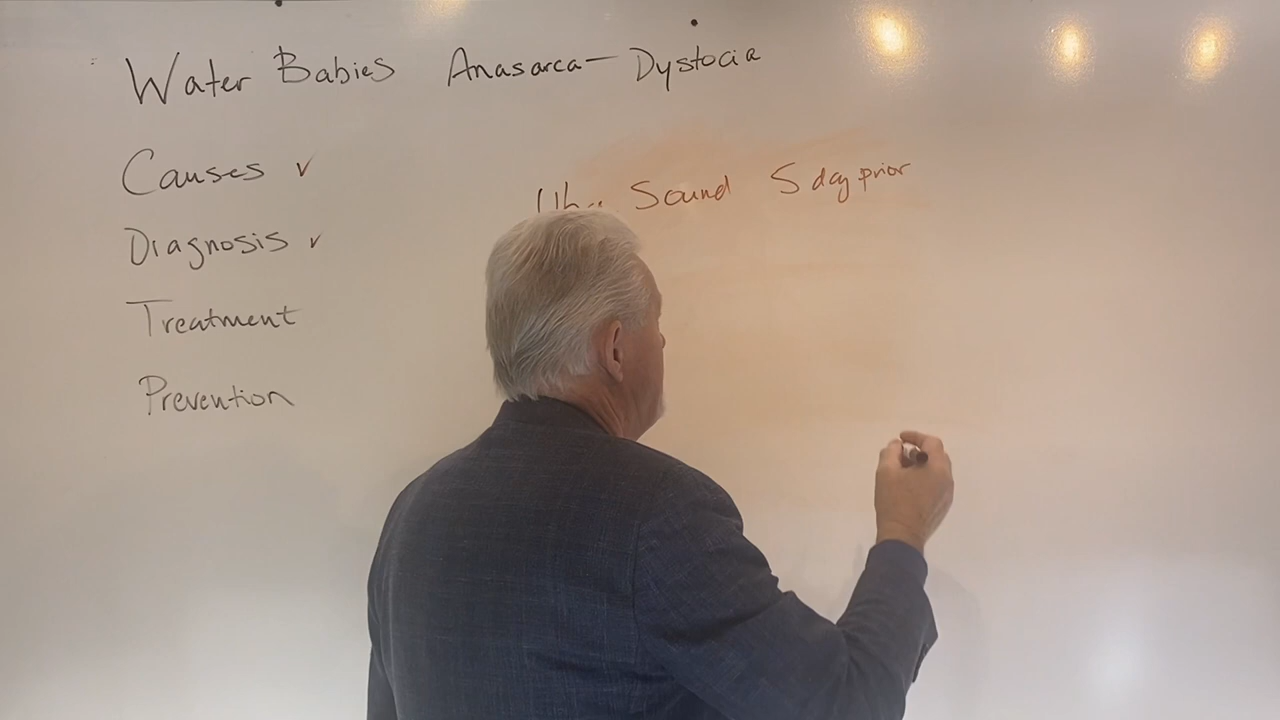 Water Babies Anasarca — Dystocia
Causes ✓
Sound 5 day prior
Diagnosis ✓
Treatment
Prevention